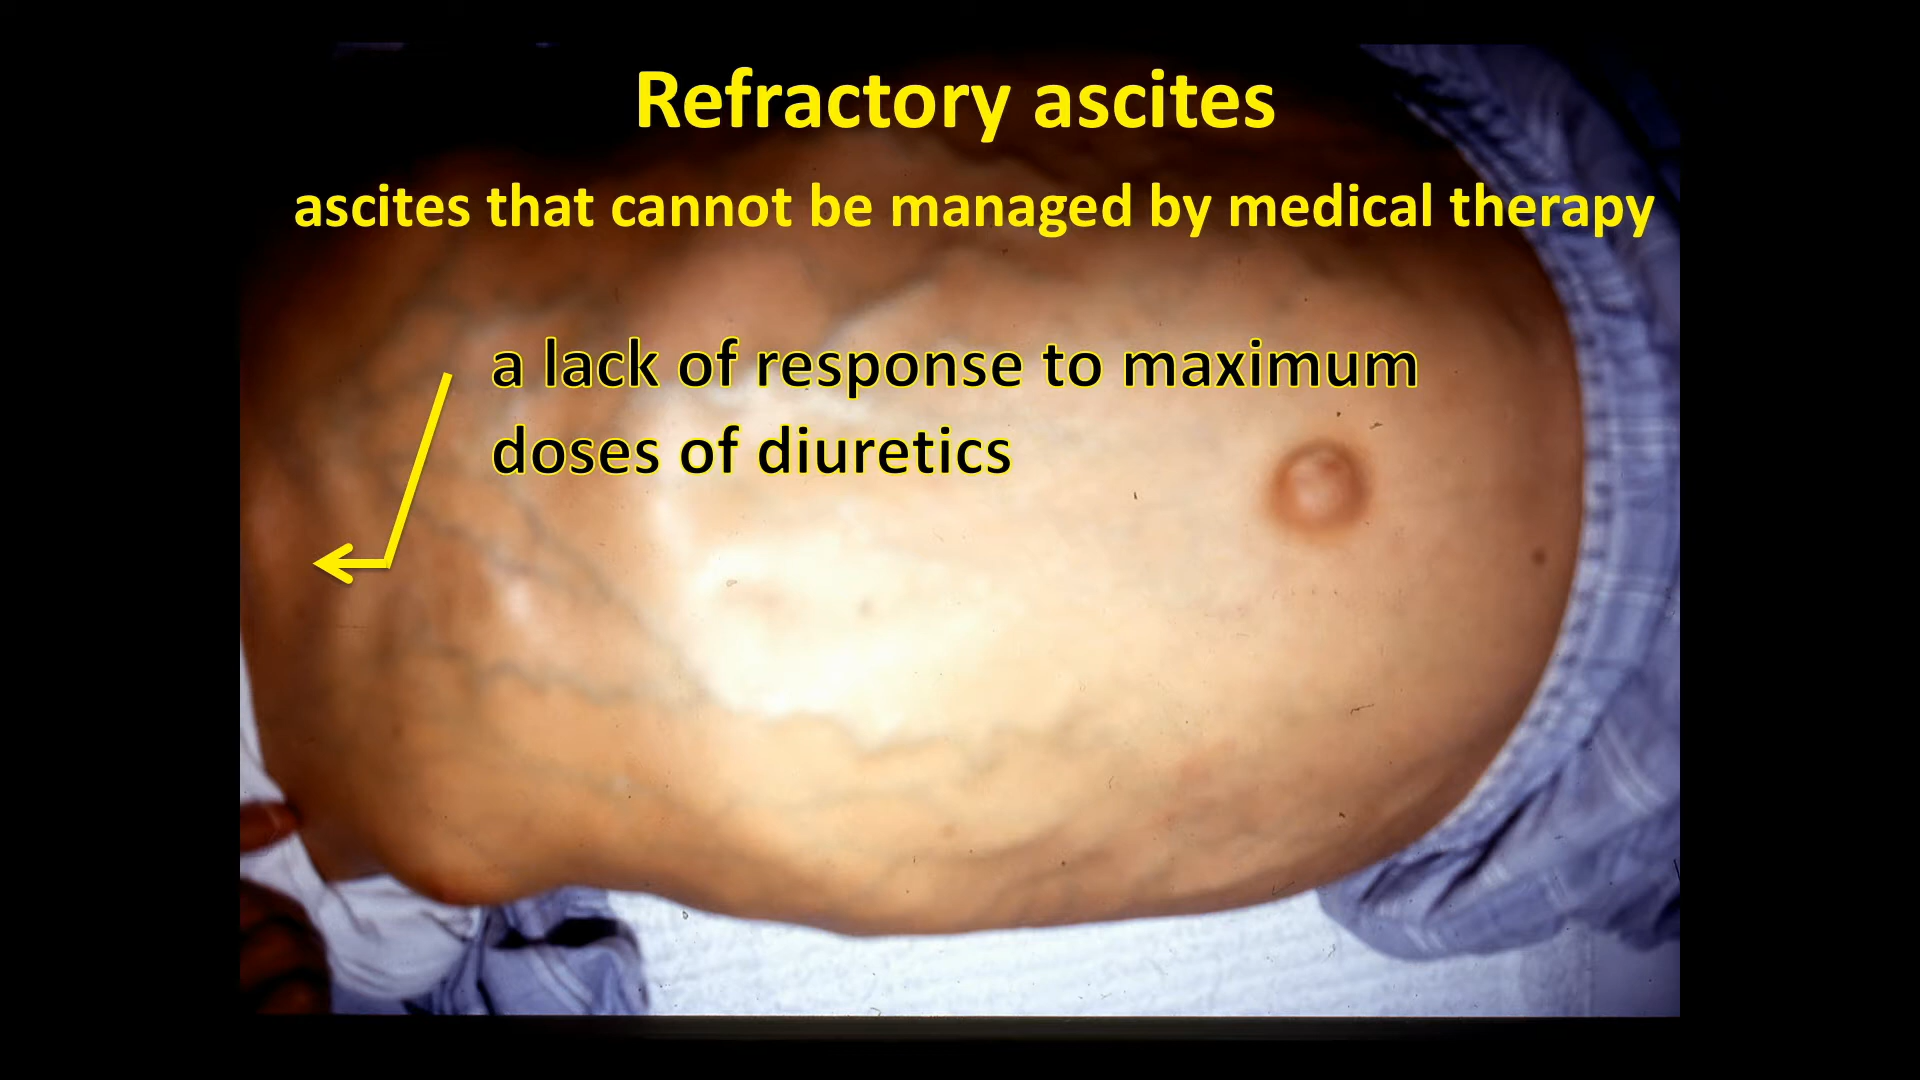 Refractory ascites
ascites that cannot be managed by medical therapy
a lack of response to maximum
doses of diuretics